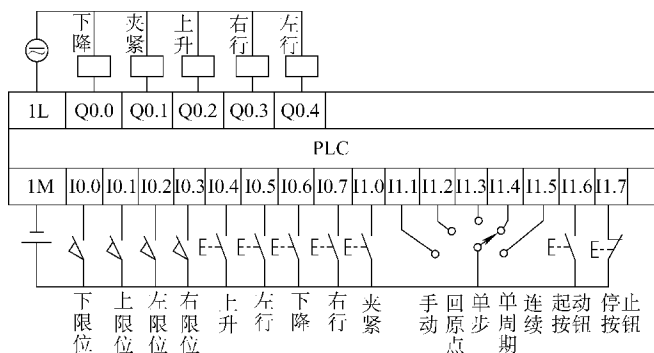 下降 夹紧 上升 右行 左行
1L Q0.0 Q0.1 Q0.2 Q0.3 Q0.4
PLC
1M I0.0 I0.1 I0.2 I0.3 I0.4 I0.5 I0.6 I0.7 I1.0 I1.1 I1.2 I1.3 I1.4 I1.5 I1.6 I1.7
下限位 上限位 左限位 右限位 上升 左行 下降 右行 夹紧 手动 回原点 单步 单周期 连续 起动按钮 停止按钮